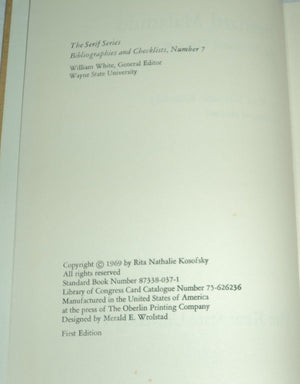 The Serif Series
Bibliographies and Checklists, Number 7
William White, General Editor
Wayne State University
Copyright © 1969 by Rita Nathalie Kosofsky
All rights reserved
Standard Book Number 87338-037-1
Library of Congress Card Catalogue Number 75-626236
Manufactured in the United States of America
at the press of The Oberlin Printing Company
Designed by Merald E. Wrolstad
First Edition